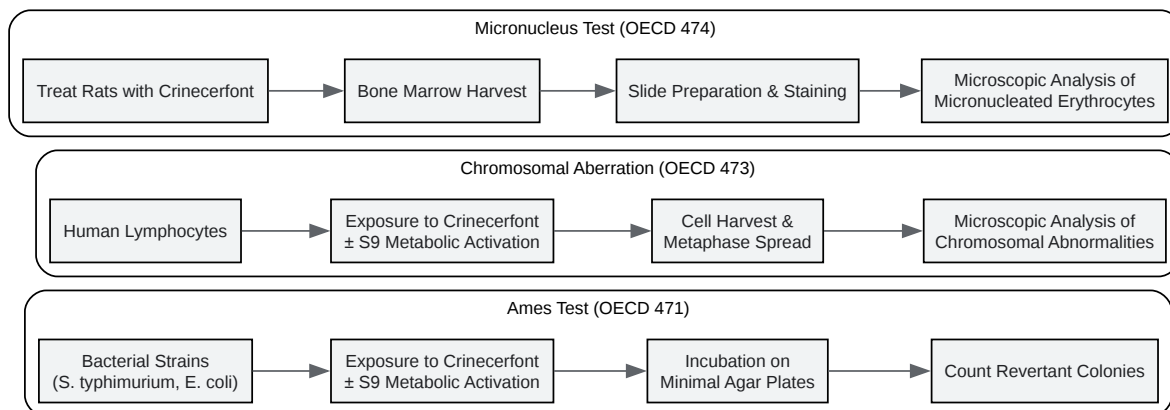 Micronucleus Test (OECD 474)
Treat Rats with Crinecerfont
Bone Marrow Harvest
Slide Preparation & Staining
Microscopic Analysis of
Micronucleated Erythrocytes
Chromosomal Aberration (OECD 473)
Human Lymphocytes
Exposure to Crinecerfont
± S9 Metabolic Activation
Cell Harvest &
Metaphase Spread
Microscopic Analysis of
Chromosomal Abnormalities
Ames Test (OECD 471)
Bacterial Strains
(S. typhimurium, E. coli)
Exposure to Crinecerfont
± S9 Metabolic Activation
Incubation on
Minimal Agar Plates
Count Revertant Colonies